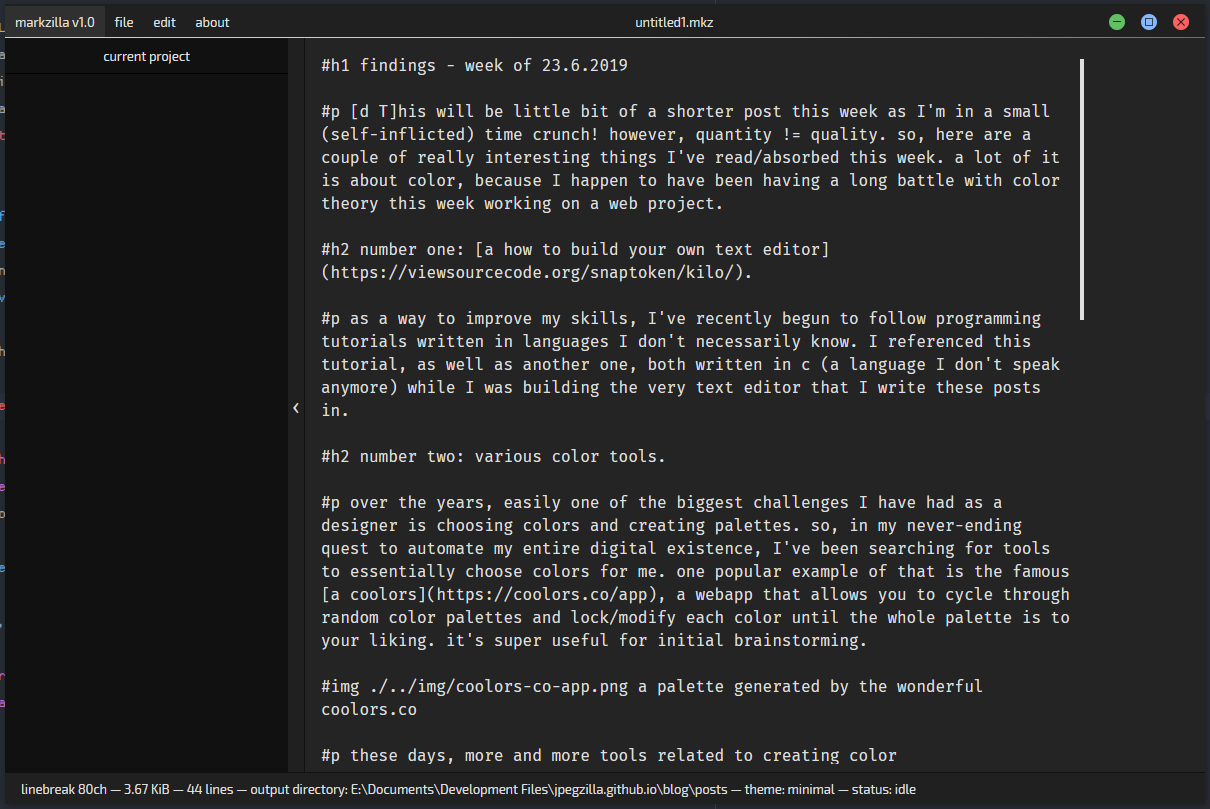 markzilla v1.0 file edit about untitled1.mkz
current project
#h1 findings - week of 23.6.2019
#p [d T]his will be little bit of a shorter post this week as I'm in a small
(self-inflicted) time crunch! however, quantity != quality. so, here are a
couple of really interesting things I've read/absorbed this week. a lot of it
is about color, because I happen to have been having a long battle with color
theory this week working on a web project.
#h2 number one: [a how to build your own text editor]
(https://viewsourcecode.org/snaptoken/kilo/).
#p as a way to improve my skills, I've recently begun to follow programming
tutorials written in languages I don't necessarily know. I referenced this
tutorial, as well as another one, both written in c (a language I don't speak
anymore) while I was building the very text editor that I write these posts
in.
#h2 number two: various color tools.
#p over the years, easily one of the biggest challenges I have had as a
designer is choosing colors and creating palettes. so, in my never-ending
quest to automate my entire digital existence, I've been searching for tools
to essentially choose colors for me. one popular example of that is the famous
[a coolors](https://coolors.co/app), a webapp that allows you to cycle through
random color palettes and lock/modify each color until the whole palette is to
your liking. it's super useful for initial brainstorming.
#img ./../img/coolors-co-app.png a palette generated by the wonderful
coolors.co
#p these days, more and more tools related to creating color
linebreak 80ch — 3.67 KiB — 44 lines — output directory: E:\Documents\Development Files\jpegzilla.github.io\blog\posts — theme: minimal — status: idle